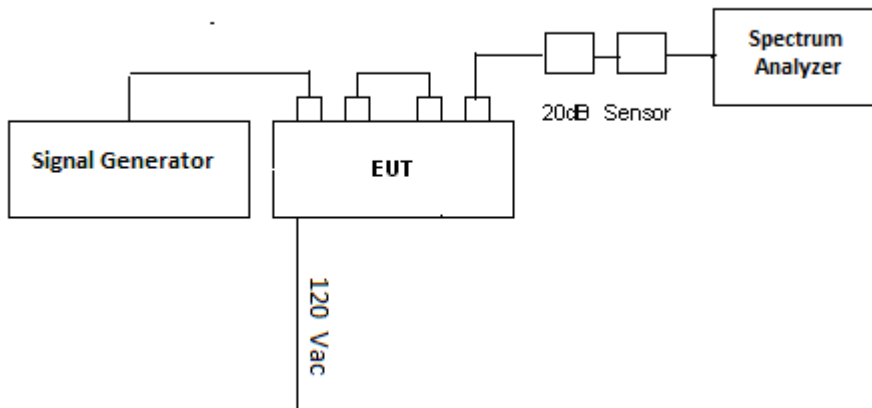 Spectrum
Analyzer
20dB Sensor
Signal Generator
EUT
120 Vac